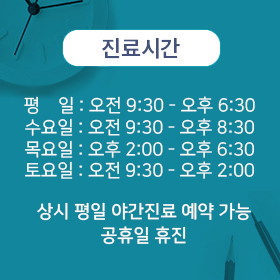 진료시간
평 일 : 오전 9:30 - 오후 6:30
수요일 : 오전 9:30 - 오후 8:30
목요일 : 오후 2:00 - 오후 6:30
토요일 : 오전 9:30 - 오후 2:00
상시 평일 야간진료 예약 가능
공휴일 휴진